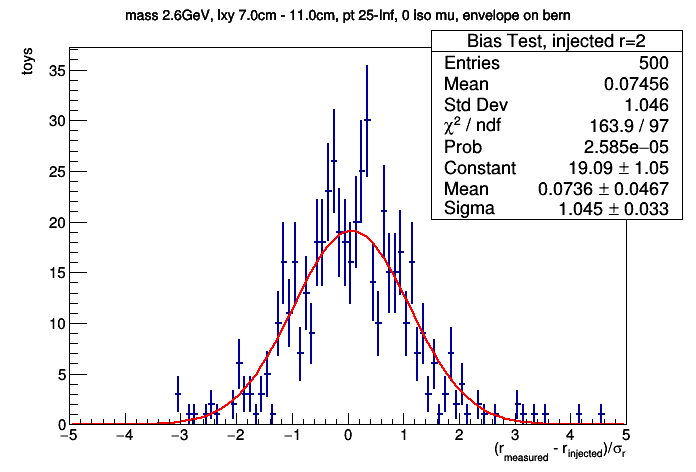 mass 2.6GeV, lxy 7.0cm - 11.0cm, pt 25-Inf, 0 Iso mu, envelope on bern
toys
Bias Test, injected r=2
Entries 500
Mean 0.07456
Std Dev 1.046
χ² / ndf 163.9 / 97
Prob 2.585e−05
Constant 19.09 ± 1.05
Mean 0.0736 ± 0.0467
Sigma 1.045 ± 0.033
35
30
25
20
15
10
5
0
−5 −4 −3 −2 −1 0 1 2 3 4 5
(r_measured - r_injected)/σ_r